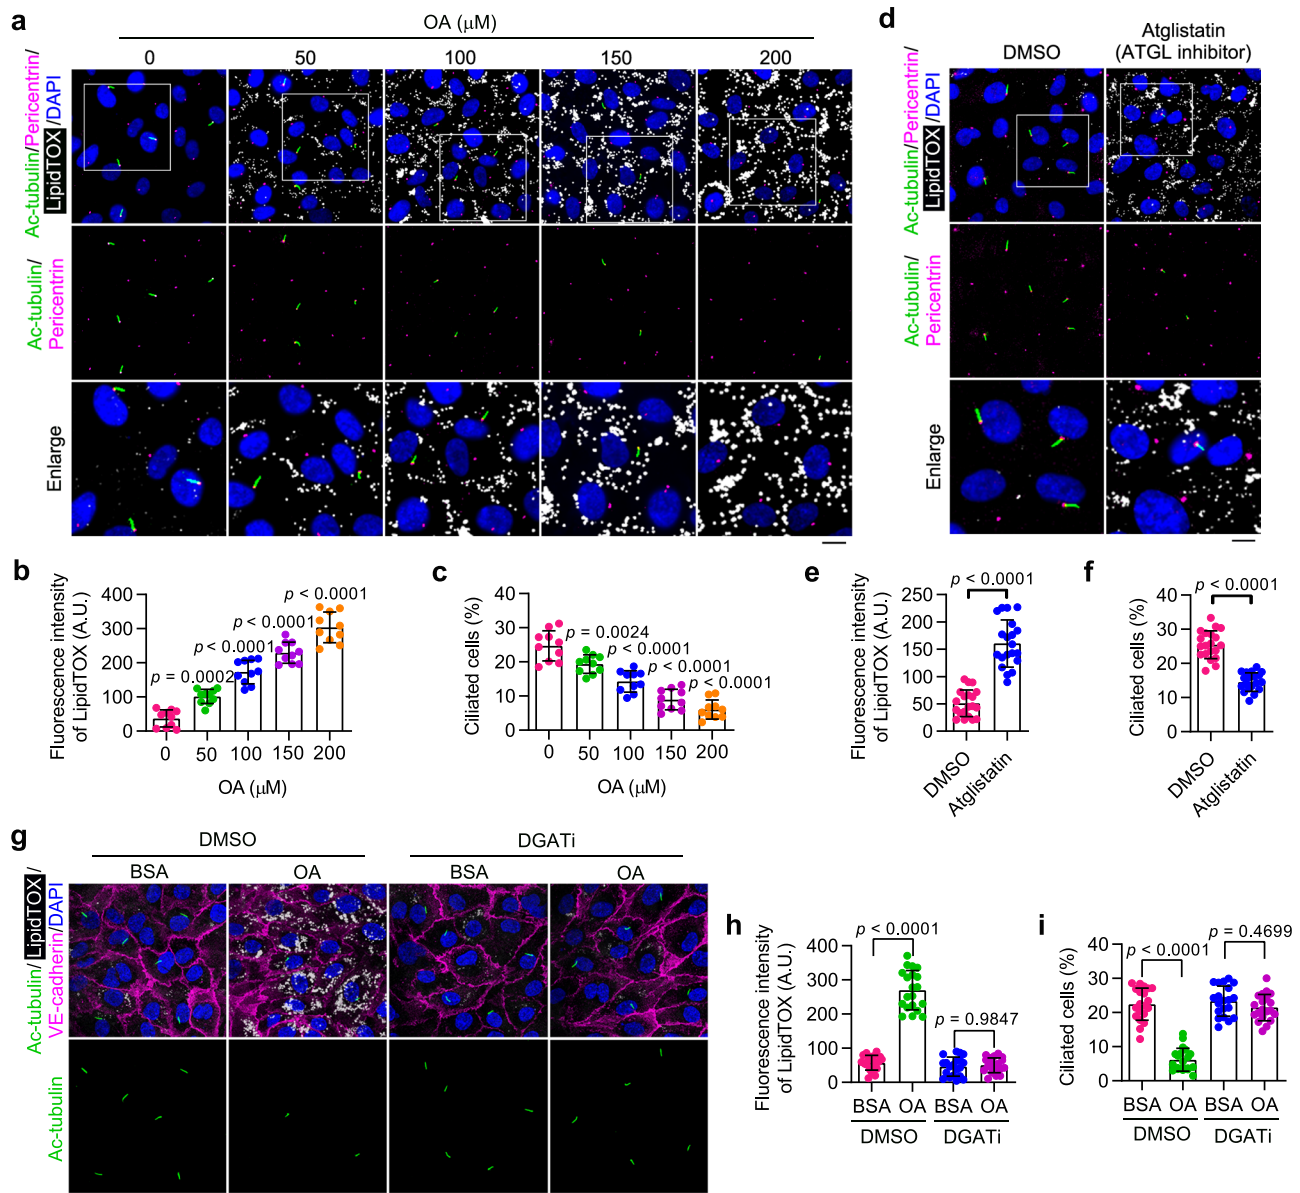 a
OA (μM)
0 50 100 150 200
Ac-tubulin/Pericentrin/
LipidTOX/DAPI
Ac-tubulin/
Pericentrin
Enlarge
d
DMSO
Atglistatin
(ATGL inhibitor)
Ac-tubulin/Pericentrin/
LipidTOX/DAPI
Ac-tubulin/
Pericentrin
Enlarge
b
Fluorescence intensity
of LipidTOX (A.U.)
400
300
200
100
0
p = 0.0002
p < 0.0001
p < 0.0001
p < 0.0001
0 50 100 150 200
OA (μM)
c
Ciliated cells (%)
40
30
20
10
0
p = 0.0024
p < 0.0001
p < 0.0001
p < 0.0001
0 50 100 150 200
OA (μM)
e
Fluorescence intensity
of LipidTOX (A.U.)
250
200
150
100
50
0
p < 0.0001
DMSO
Atglistatin
f
Ciliated cells (%)
40
30
20
10
0
p < 0.0001
DMSO
Atglistatin
g
DMSO DGATi
BSA OA BSA OA
Ac-tubulin/LipidTOX/
VE-cadherin/DAPI
Ac-tubulin
h
Fluorescence intensity
of LipidTOX (A.U.)
400
300
200
100
0
p < 0.0001
p = 0.9847
BSA OA BSA OA
DMSO DGATi
i
Ciliated cells (%)
40
30
20
10
0
p < 0.0001
p = 0.4699
BSA OA BSA OA
DMSO DGATi